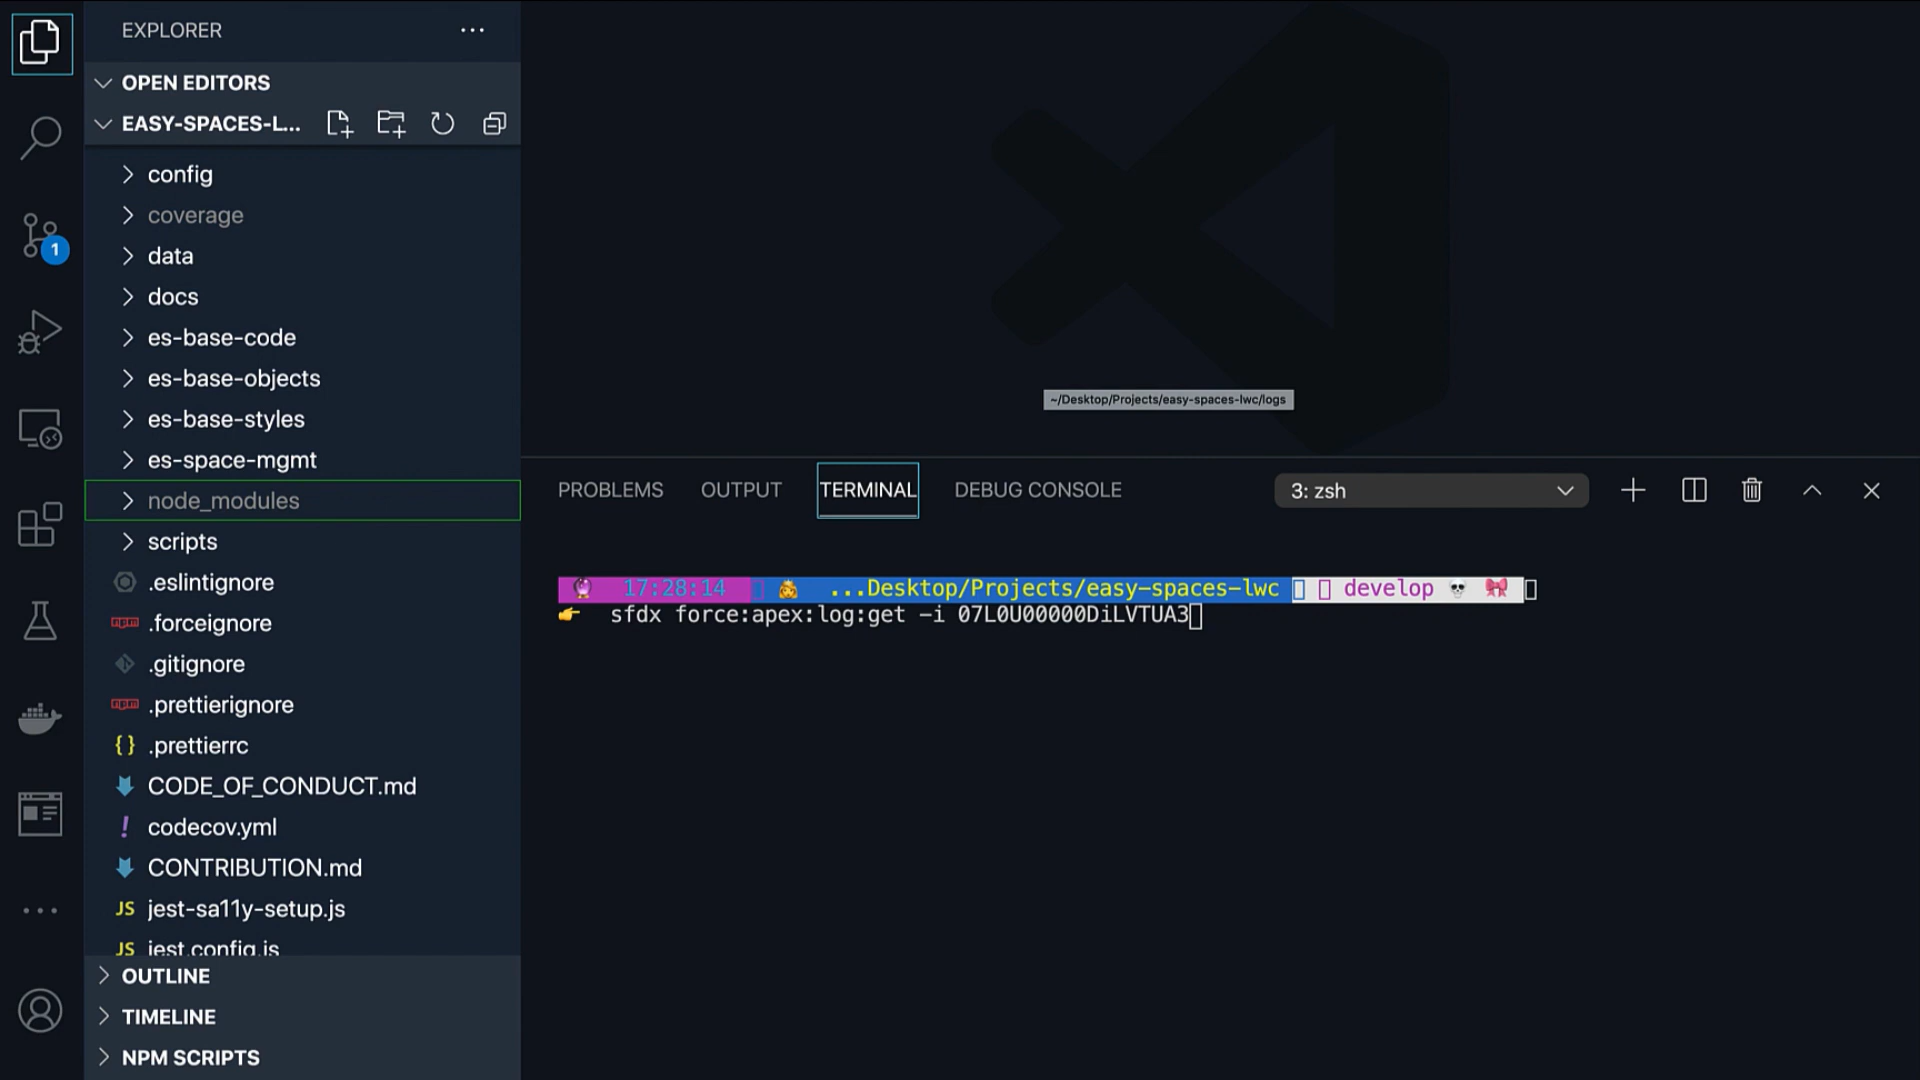 EXPLORER
OPEN EDITORS
EASY-SPACES-L...
config
coverage
data
docs
es-base-code
es-base-objects
es-base-styles
es-space-mgmt
node_modules
scripts
.eslintignore
.forceignore
.gitignore
.prettierignore
{} .prettierrc
CODE_OF_CONDUCT.md
! codecov.yml
CONTRIBUTION.md
JS jest-sa11y-setup.js
JS jest.config.js
OUTLINE
TIMELINE
NPM SCRIPTS
1
~/Desktop/Projects/easy-spaces-lwc/logs
PROBLEMS OUTPUT TERMINAL DEBUG CONSOLE 3: zsh
17:28:14 ...Desktop/Projects/easy-spaces-lwc develop
sfdx force:apex:log:get -i 07L0U00000DiLVTUA3